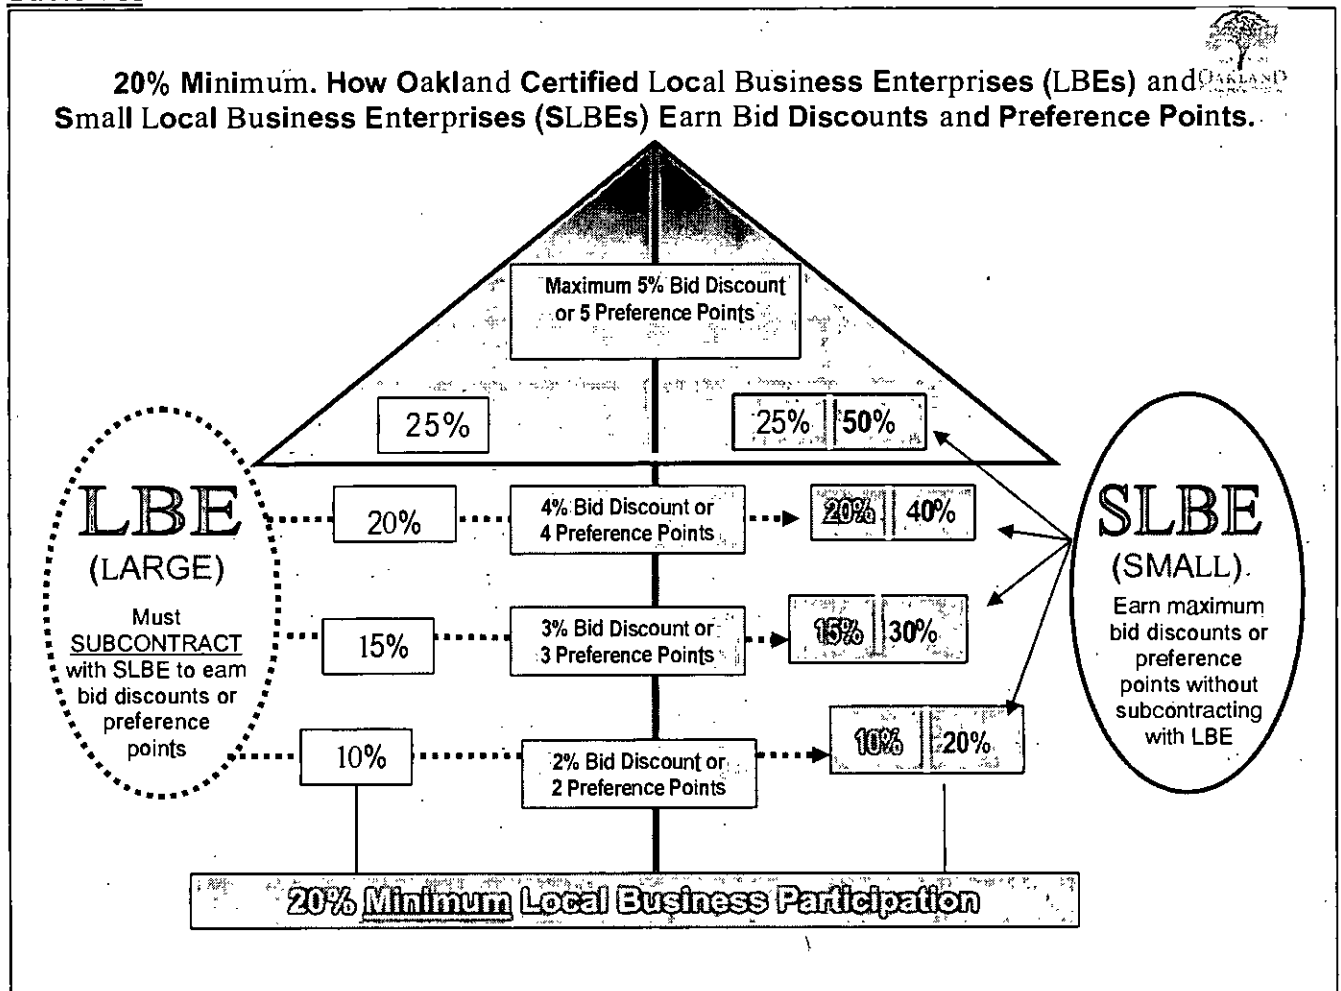 OAKLAND
20% Minimum. How Oakland Certified Local Business Enterprises (LBEs) and
Small Local Business Enterprises (SLBEs) Earn Bid Discounts and Preference Points.
Maximum 5% Bid Discount
or 5 Preference Points
25%
25% 50%
LBE
(LARGE)
Must
SUBCONTRACT
with SLBE to earn
bid discounts or
preference
points
20%
4% Bid Discount or
4 Preference Points
20% 40%
15%
3% Bid Discount or
3 Preference Points
15% 30%
10%
2% Bid Discount or
2 Preference Points
10% 20%
SLBE
(SMALL)
Earn maximum
bid discounts or
preference
points without
subcontracting
with LBE
20% Minimum Local Business Participation